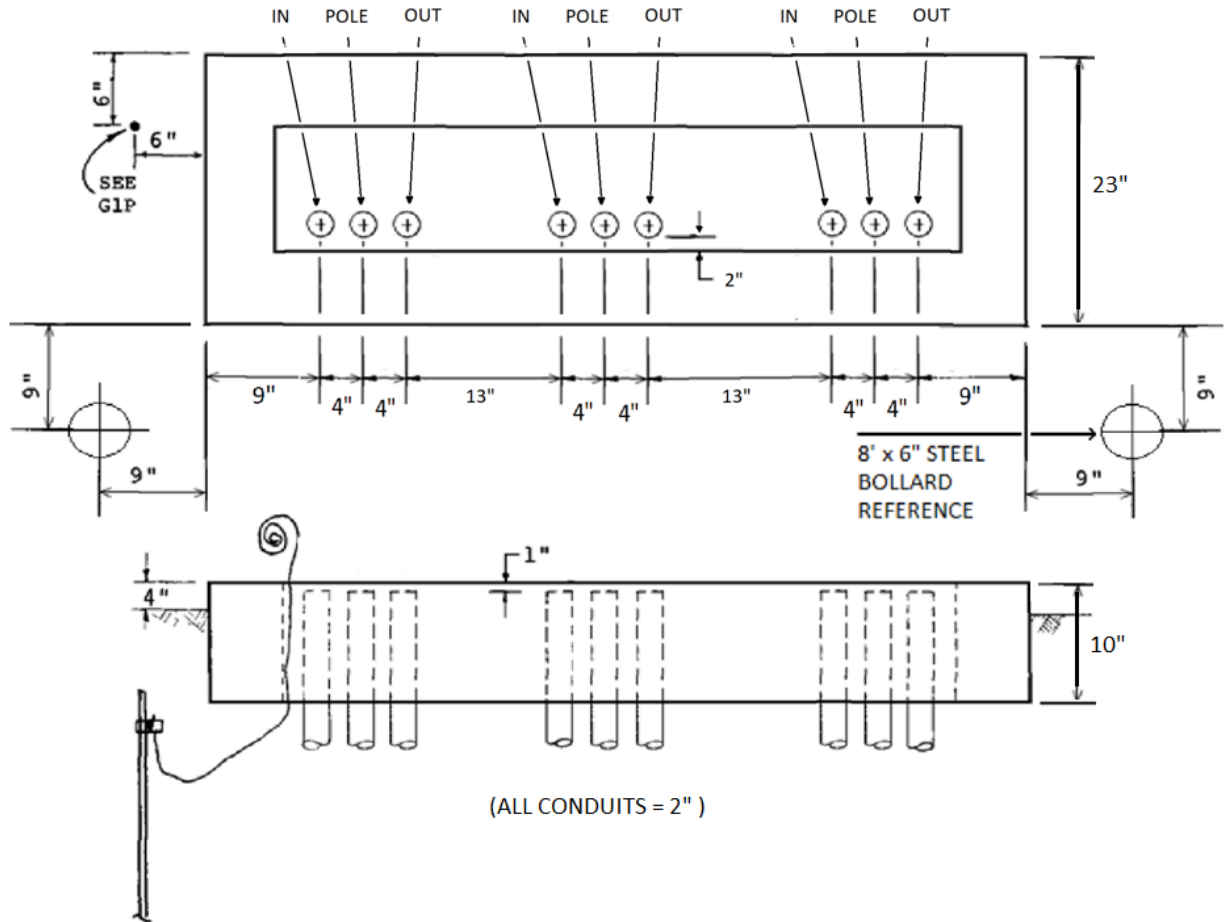 IN POLE OUT IN POLE OUT IN POLE OUT
6"
6"
SEE
G1P
23"
2"
9"
9" 4" 4" 13" 4" 4" 13" 4" 4" 9"
9"
8' x 6" STEEL
BOLLARD
REFERENCE
9"
9"
1"
4"
10"
(ALL CONDUITS = 2" )